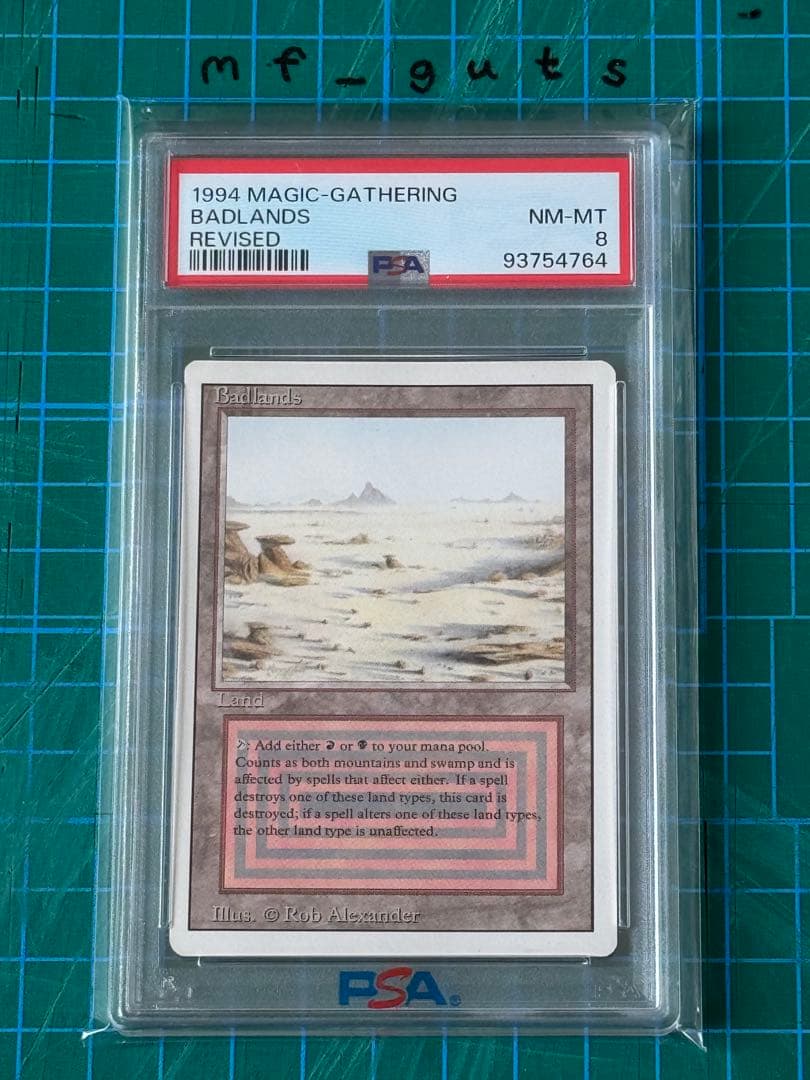 mf_guts
1994 MAGIC-GATHERING
BADLANDS NM-MT
REVISED 8
PSA 93754764
Badlands
Land
: Add either or to your mana pool.
Counts as both mountains and swamp and is
affected by spells that affect either. If a spell
destroys one of these land types, this card is
destroyed; if a spell alters one of these land types,
the other land type is unaffected.
Illus. © Rob Alexander
PSA®